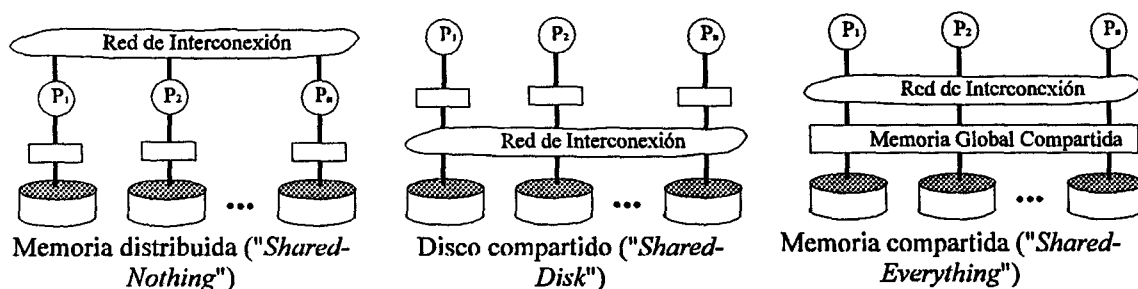 Red de Interconexión
P1
P2
Pn
•••
Memoria distribuida ("Shared-
Nothing")
P1
P2
Pn
Red de Interconexión
•••
Disco compartido ("Shared-
Disk")
P1
P2
Pn
Red de Interconexión
Memoria Global Compartida
•••
Memoria compartida ("Shared-
Everything")